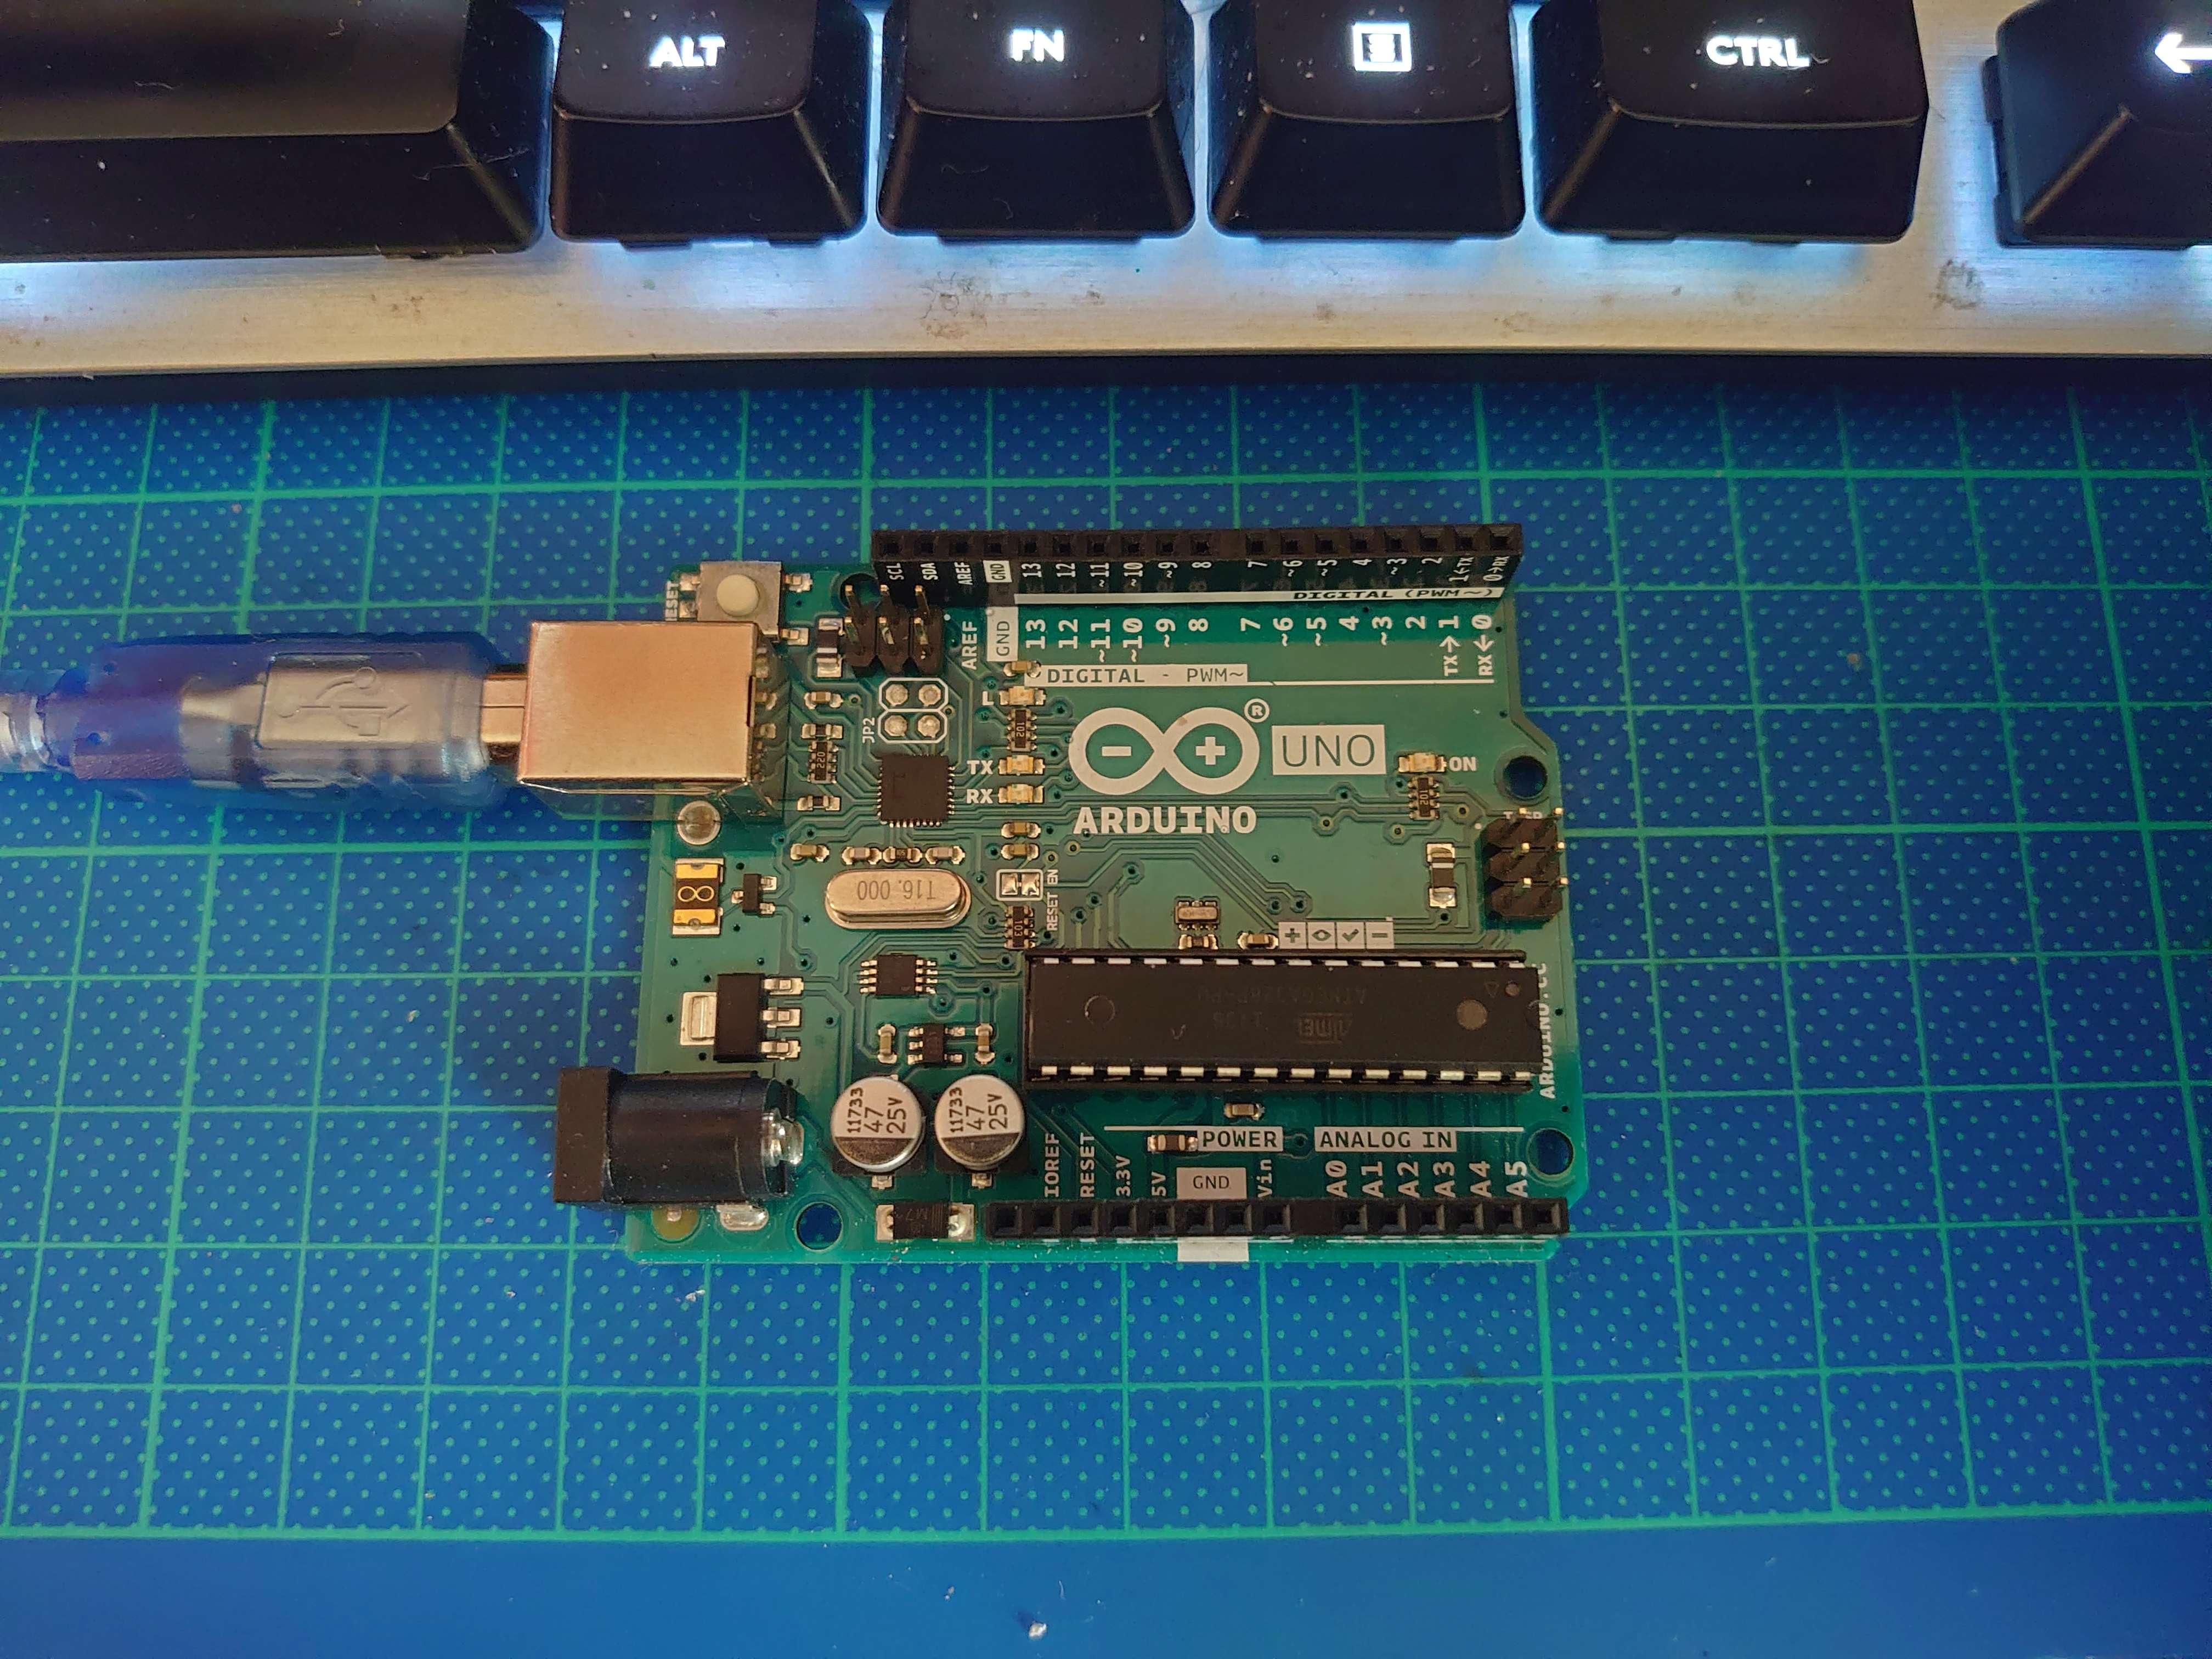 ALT
FN
CTRL
SCL
SDA
AREF
GND
13
12
~11
~10
~9
8
7
~6
~5
4
~3
2
1
0
DIGITAL (PWM~)
AREF
GND
13
12
~11
~10
~9
8
7
~6
~5
4
~3
2
TX→1
RX←0
DIGITAL - PWM~
L
JP2
TX
RX
®
UNO
ARDUINO
ON
T16.000
RESET EN
ATMEGA328P-PU
ARDUINO.CC
11733
47
25V
11733
47
25V
M7
IOREF
RESET
3.3V
5V
GND
Vin
POWER
ANALOG IN
A0
A1
A2
A3
A4
A5